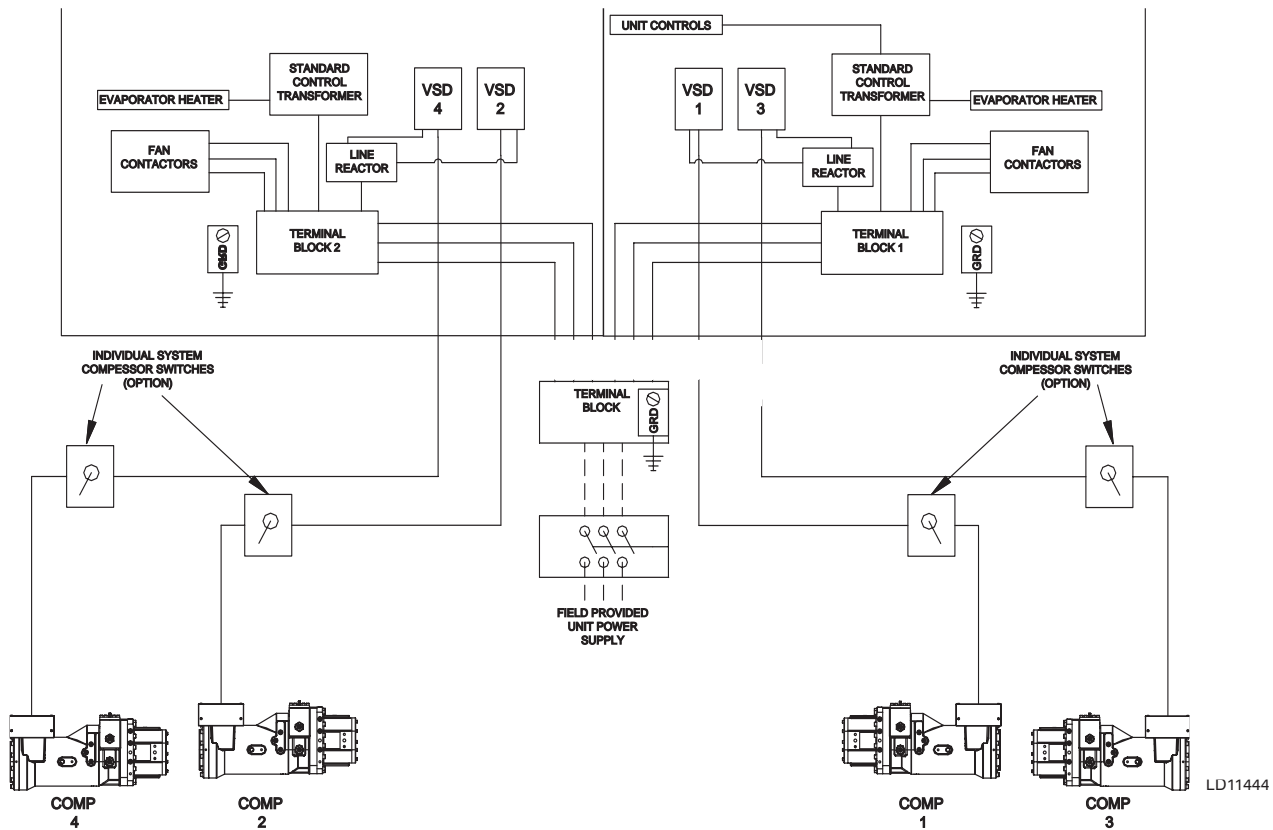 UNIT CONTROLS
STANDARD
CONTROL
TRANSFORMER
VSD
4
VSD
2
VSD
1
VSD
3
STANDARD
CONTROL
TRANSFORMER
EVAPORATOR HEATER
EVAPORATOR HEATER
FAN
CONTACTORS
LINE
REACTOR
LINE
REACTOR
FAN
CONTACTORS
GRD
TERMINAL
BLOCK 2
TERMINAL
BLOCK 1
GRD
INDIVIDUAL SYSTEM
COMPESSOR SWITCHES
(OPTION)
TERMINAL
BLOCK
GRD
INDIVIDUAL SYSTEM
COMPESSOR SWITCHES
(OPTION)
FIELD PROVIDED
UNIT POWER
SUPPLY
COMP
4
COMP
2
COMP
1
COMP
3
LD11444